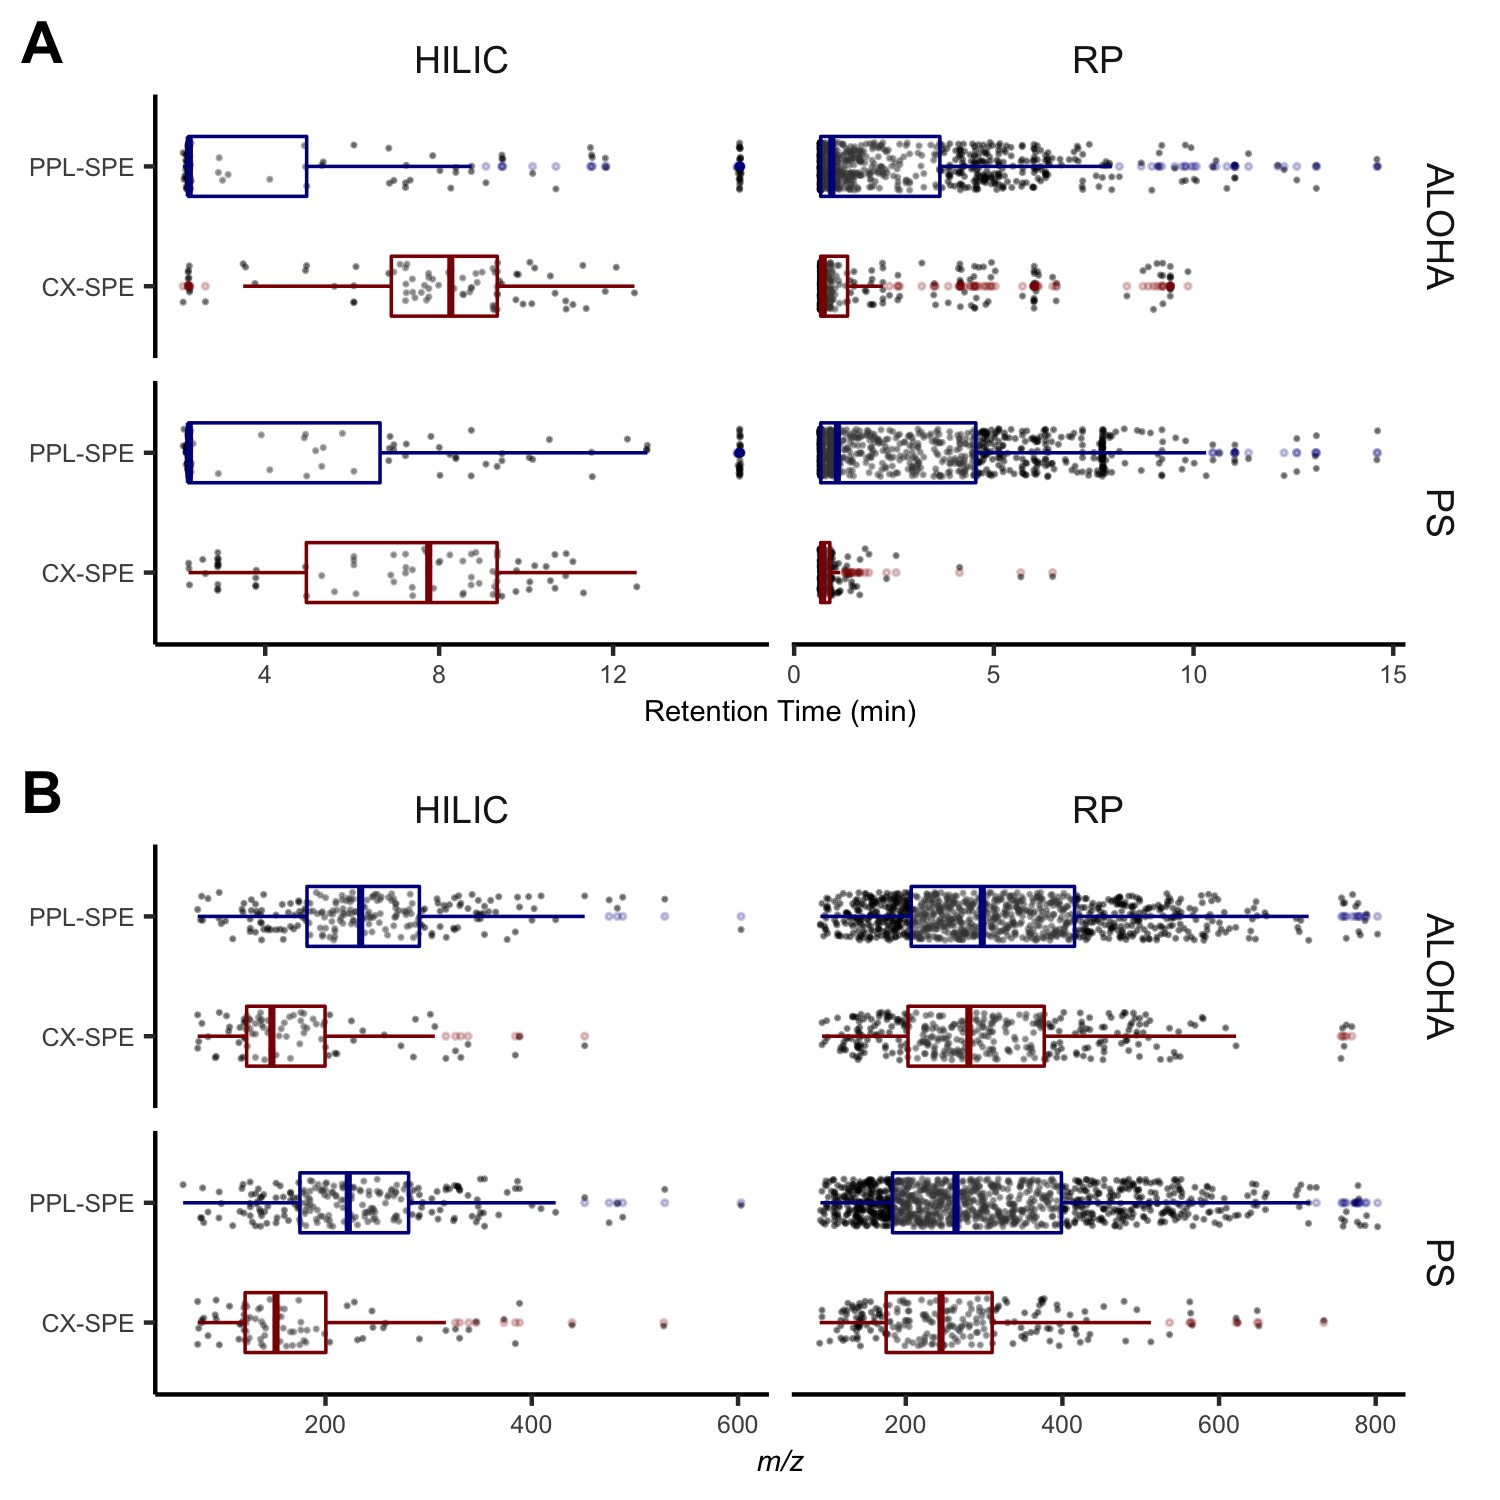 A
HILIC
RP
PPL-SPE
CX-SPE
ALOHA
PPL-SPE
CX-SPE
PS
4
8
12
0
5
10
15
Retention Time (min)
B
HILIC
RP
PPL-SPE
CX-SPE
ALOHA
PPL-SPE
CX-SPE
PS
200
400
600
200
400
600
800
m/z